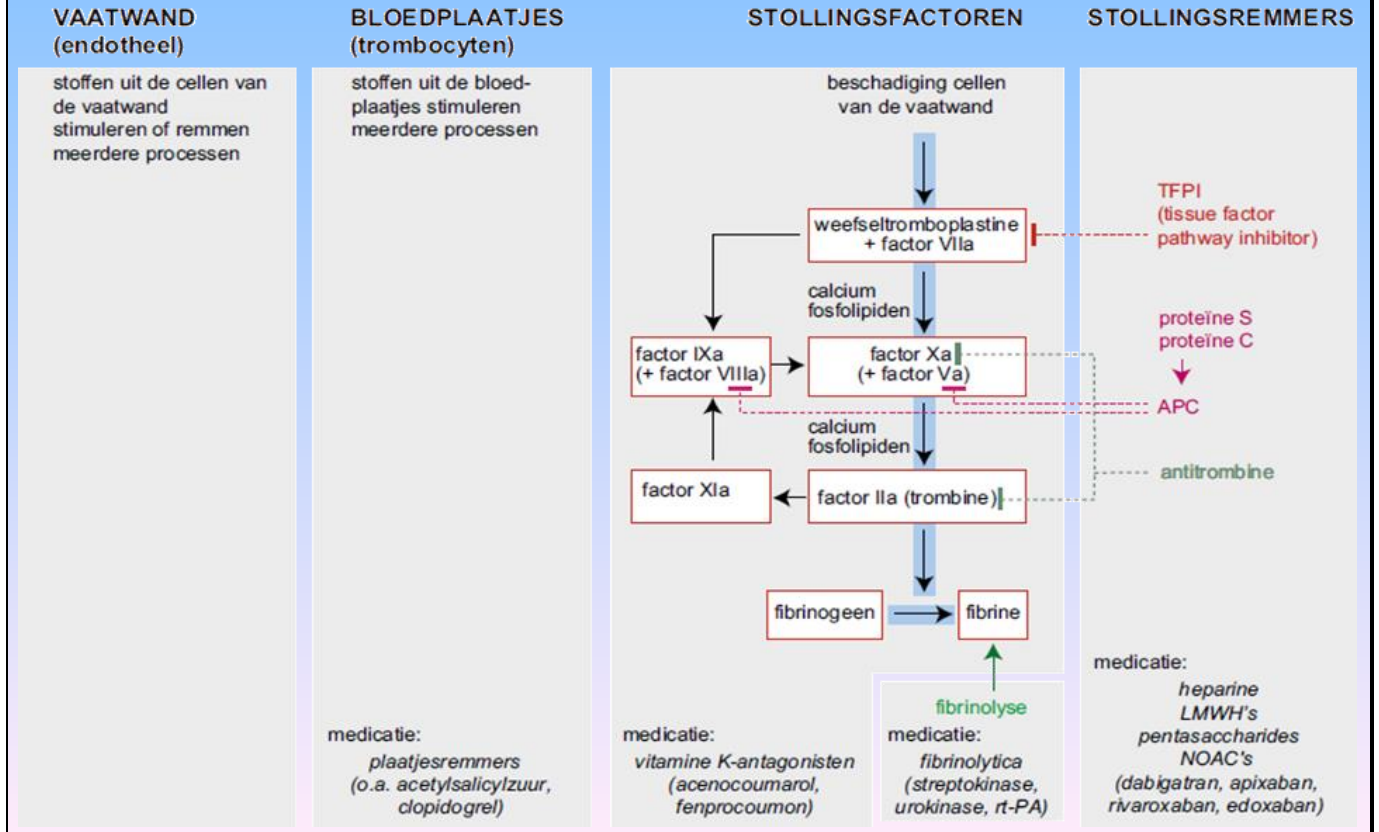 VAATWAND
(endotheel)
stoffen uit de cellen van
de vaatwand
stimuleren of remmen
meerdere processen
BLOEDPLAATJES
(trombocyten)
stoffen uit de bloed-
plaatjes stimuleren
meerdere processen
medicatie:
plaatjesremmers
(o.a. acetylsalicylzuur,
clopidogrel)
STOLLINGSFACTOREN
beschadiging cellen
van de vaatwand
weefseltromboplastine
+ factor VIIa
calcium
fosfolipiden
factor IXa
(+ factor VIIIa)
factor Xa
(+ factor Va)
calcium
fosfolipiden
factor XIa
factor IIa (trombine)
fibrinogeen
fibrine
fibrinolyse
medicatie:
vitamine K-antagonisten
(acenocoumarol,
fenprocoumon)
medicatie:
fibrinolytica
(streptokinase,
urokinase, rt-PA)
STOLLINGSREMMERS
TFPI
(tissue factor
pathway inhibitor)
proteïne S
proteïne C
APC
antitrombine
medicatie:
heparine
LMWH's
pentasaccharides
NOAC's
(dabigatran, apixaban,
rivaroxaban, edoxaban)